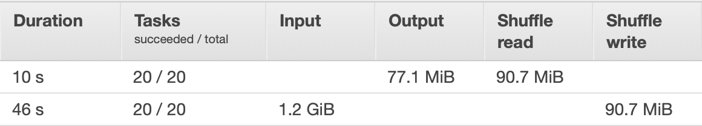 Duration Tasks Input Output Shuffle Shuffle
succeeded / total read write
10 s 20 / 20 77.1 MiB 90.7 MiB
46 s 20 / 20 1.2 GiB 90.7 MiB